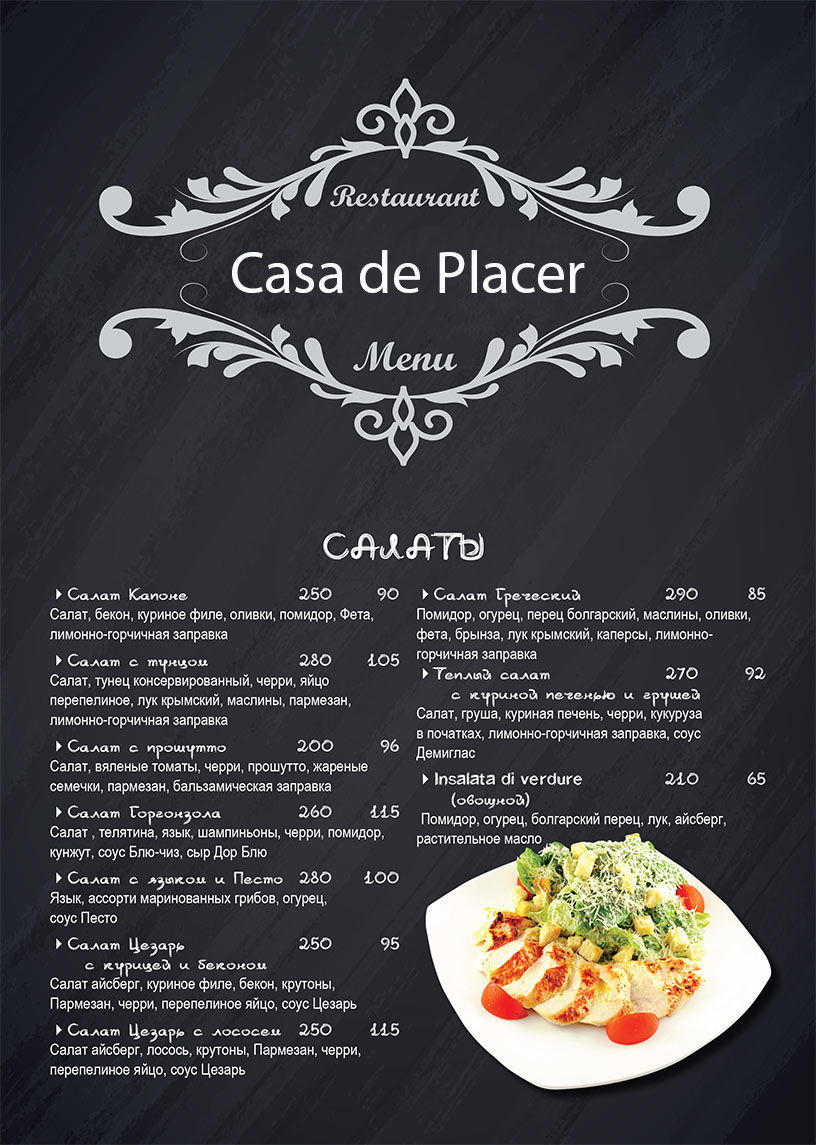 Restaurant
Casa de Placer
Menu
САЛАТЫ
Салат Капоне 250 90
Салат, бекон, куриное филе, оливки, помидор, Фета,
лимонно-горчичная заправка
Салат с тунцом 280 105
Салат, тунец консервированный, черри, яйцо
перепелиное, лук крымский, маслины, пармезан,
лимонно-горчичная заправка
Салат с прошутто 200 96
Салат, вяленые томаты, черри, прошутто, жареные
семечки, пармезан, бальзамическая заправка
Салат Горгонзола 260 115
Салат , телятина, язык, шампиньоны, черри, помидор,
кунжут, соус Блю-чиз, сыр Дор Блю
Салат с языком и Песто 280 100
Язык, ассорти маринованных грибов, огурец,
соус Песто
Салат Цезарь 250 95
с курицей и беконом
Салат айсберг, куриное филе, бекон, крутоны,
Пармезан, черри, перепелиное яйцо, соус Цезарь
Салат Цезарь с лососем 250 115
Салат айсберг, лосось, крутоны, Пармезан, черри,
перепелиное яйцо, соус Цезарь
Салат Греческий 290 85
Помидор, огурец, перец болгарский, маслины, оливки,
фета, брынза, лук крымский, каперсы, лимонно-
горчичная заправка
Теплый салат 270 92
с куриной печенью и грушей
Салат, груша, куриная печень, черри, кукуруза
в початках, лимонно-горчичная заправка, соус
Демиглас
Insalata di verdure 210 65
(овощной)
Помидор, огурец, болгарский перец, лук, айсберг,
растительное масло